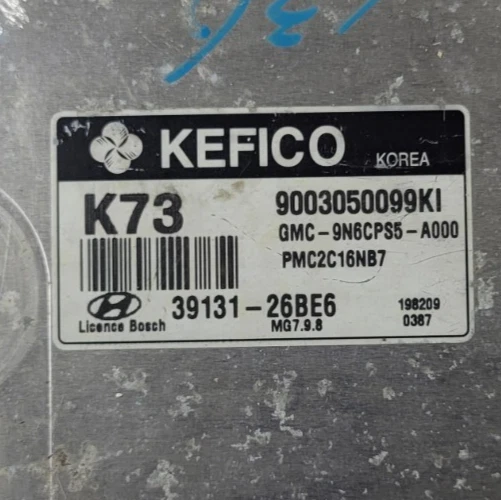 KEFICO KOREA
K73 9003050099KI
GMC-9N6CPS5-A000
PMC2C16NB7
39131-26BE6 198209
Licence Bosch MG7.9.8 0387